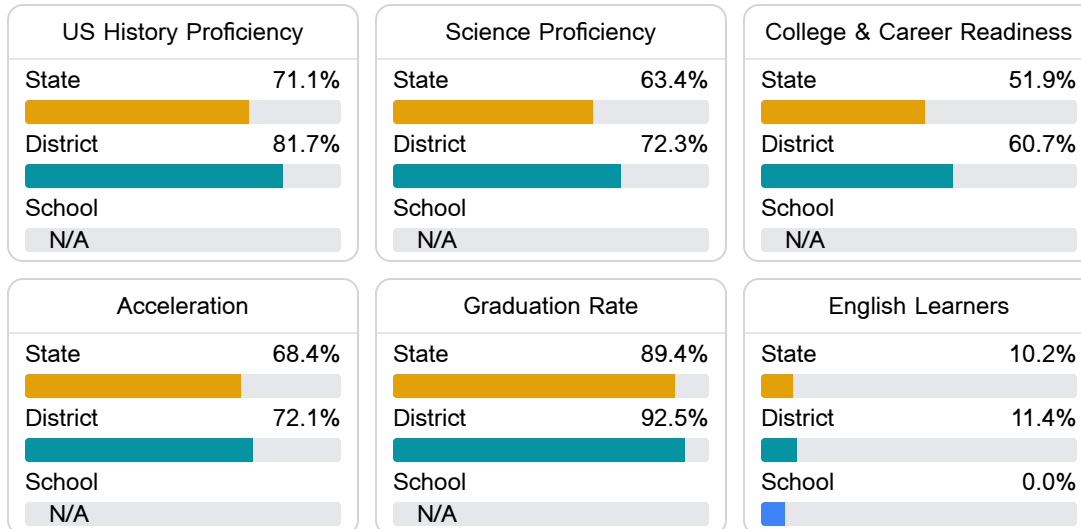 US History Proficiency
State 71.1%
District 81.7%
School
N/A
Science Proficiency
State 63.4%
District 72.3%
School
N/A
College & Career Readiness
State 51.9%
District 60.7%
School
N/A
Acceleration
State 68.4%
District 72.1%
School
N/A
Graduation Rate
State 89.4%
District 92.5%
School
N/A
English Learners
State 10.2%
District 11.4%
School 0.0%